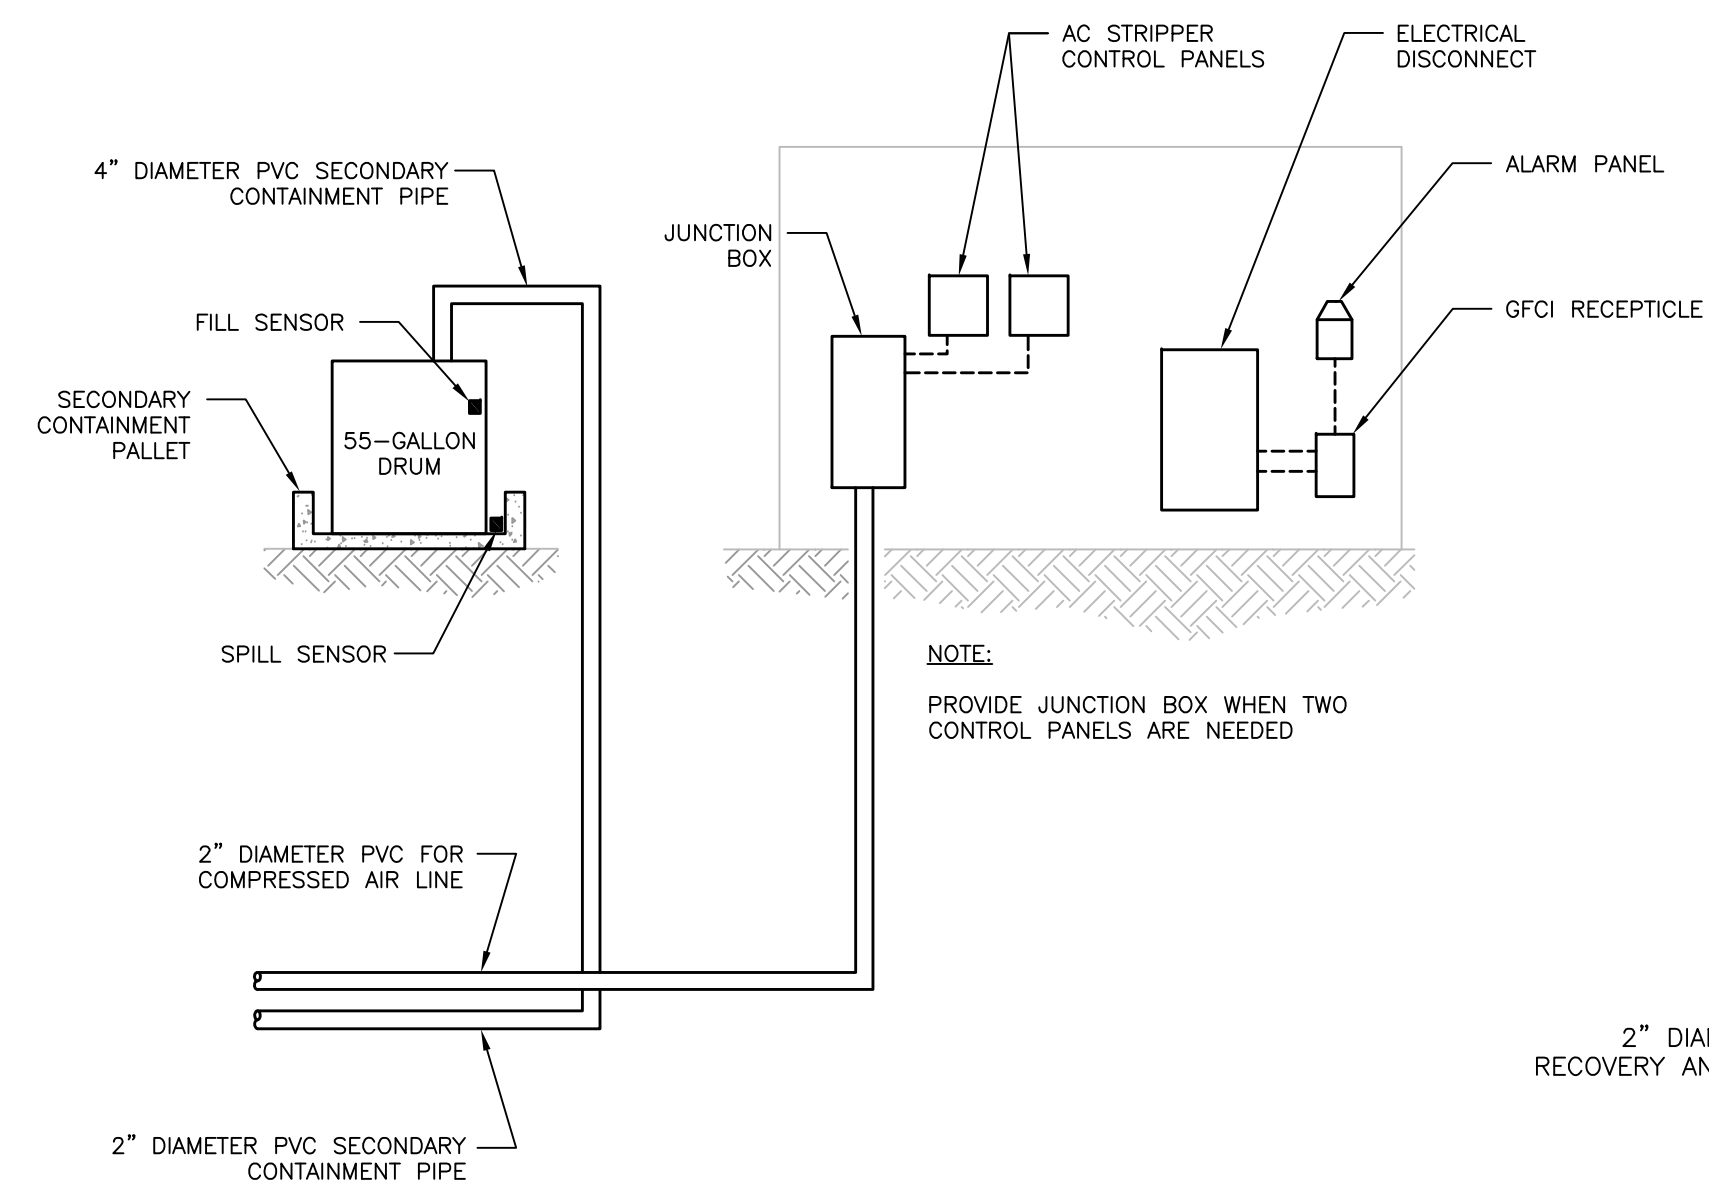 AC STRIPPER
CONTROL PANELS
ELECTRICAL
DISCONNECT
4” DIAMETER PVC SECONDARY
CONTAINMENT PIPE
ALARM PANEL
JUNCTION
BOX
FILL SENSOR
GFCI RECEPTICLE
SECONDARY
CONTAINMENT
PALLET
55-GALLON
DRUM
SPILL SENSOR
NOTE:
PROVIDE JUNCTION BOX WHEN TWO
CONTROL PANELS ARE NEEDED
2” DIAMETER PVC FOR
COMPRESSED AIR LINE
2” DIAMETER PVC SECONDARY
CONTAINMENT PIPE
2”
RECOVERY